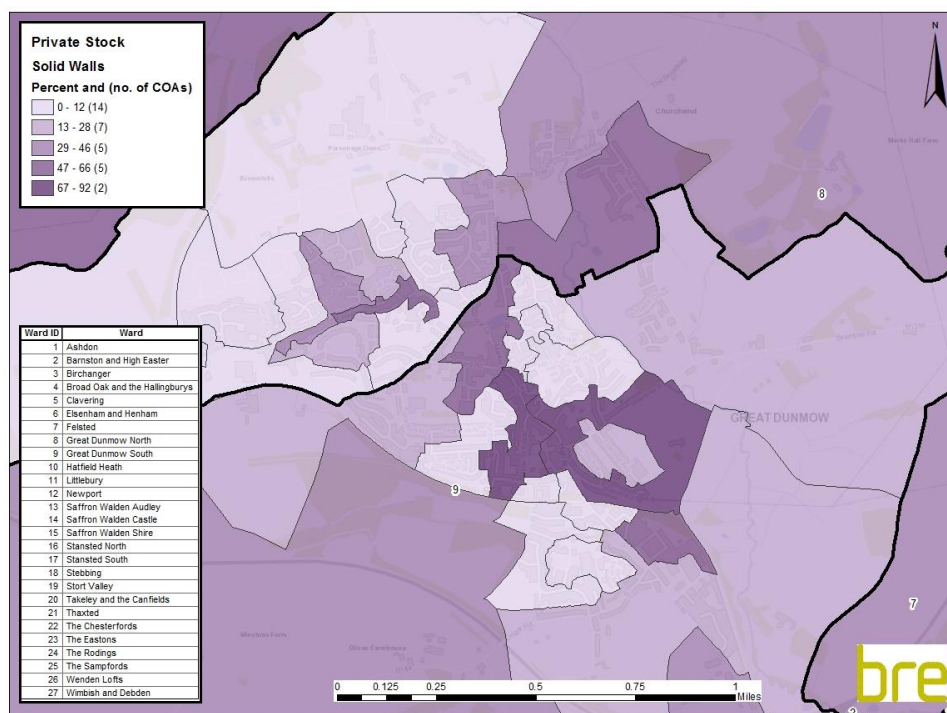 Private Stock
Solid Walls
Percent and (no. of COAs)
0 - 12 (14)
13 - 28 (7)
29 - 46 (5)
47 - 66 (5)
67 - 92 (2)
N
Churchend
8
Marks Hall Farm
Parsonage Downs
GREAT DUNMOW
9
7
Ward ID Ward
1 Ashdon
2 Barnston and High Easter
3 Birchanger
4 Broad Oak and the Hallingburys
5 Clavering
6 Elsenham and Henham
7 Felsted
8 Great Dunmow North
9 Great Dunmow South
10 Hatfield Heath
11 Littlebury
12 Newport
13 Saffron Walden Audley
14 Saffron Walden Castle
15 Saffron Walden Shire
16 Stansted North
17 Stansted South
18 Stebbing
19 Stort Valley
20 Takeley and the Canfields
21 Thaxted
22 The Chesterfords
23 The Eastons
24 The Rodings
25 The Sampfords
26 Wenden Lofts
27 Wimbish and Debden
0 0.125 0.25 0.5 0.75 1
Miles
bre